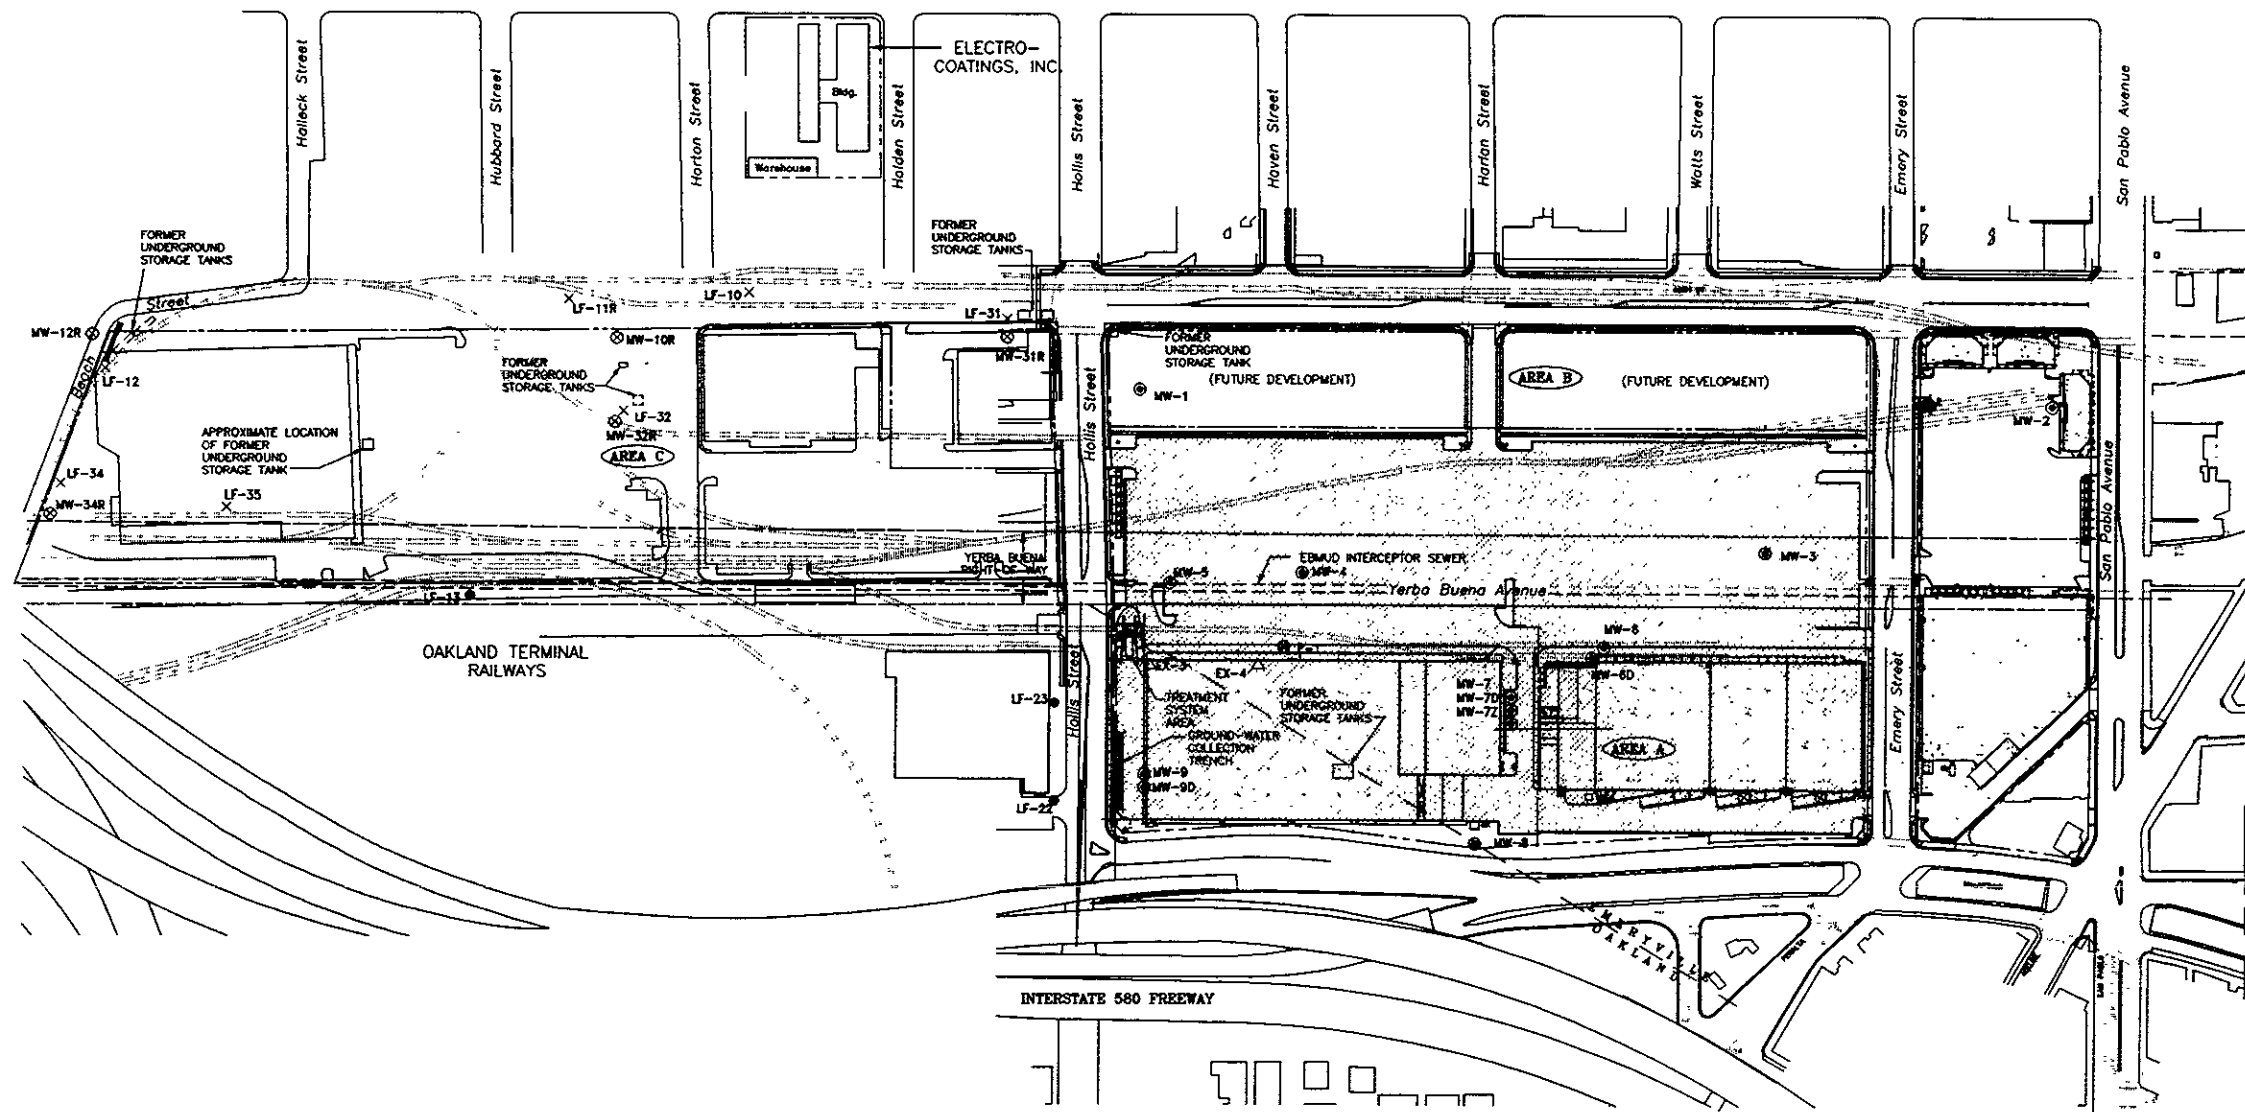 ELECTRO-
COATINGS, INC.
Bldg.
Warehouse
Halleck Street
Hubbard Street
Horton Street
Holden Street
Hollis Street
Haven Street
Harlan Street
Watts Street
Emery Street
San Pablo Avenue
FORMER
UNDERGROUND
STORAGE TANKS
FORMER
UNDERGROUND
STORAGE TANKS
Beach
Street
LF-10
LF-11R
LF-31
MW-12R
MW-10R
MW-31R
LF-12
FORMER
UNDERGROUND
STORAGE TANKS
LF-32
MW-32R
AREA C
APPROXIMATE LOCATION
OF FORMER
UNDERGROUND
STORAGE TANK
LF-34
LF-35
MW-34R
FORMER
UNDERGROUND
STORAGE TANK
(FUTURE DEVELOPMENT)
AREA B
(FUTURE DEVELOPMENT)
MW-1
MW-2
Hollis Street
San Pablo Avenue
YERBA BUENA
RIGHT-OF-WAY
EBMUD INTERCEPTOR SEWER
MW-5
MW-4
MW-3
Yerba Buena Avenue
LF-13
OAKLAND TERMINAL
RAILWAYS
MW-6
MW-6D
EX-4
MW-7
MW-7D
MW-7Z
LF-23
Hollis Street
TREATMENT
SYSTEM
AREA
FORMER
UNDERGROUND
STORAGE TANKS
GROUND-WATER
COLLECTION
TRENCH
AREA A
Emery Street
MW-9
MW-9D
LF-22
MW-8
EMERYVILLE
OAKLAND
PERALTA
SAN PABLO
INTERSTATE 580 FREEWAY